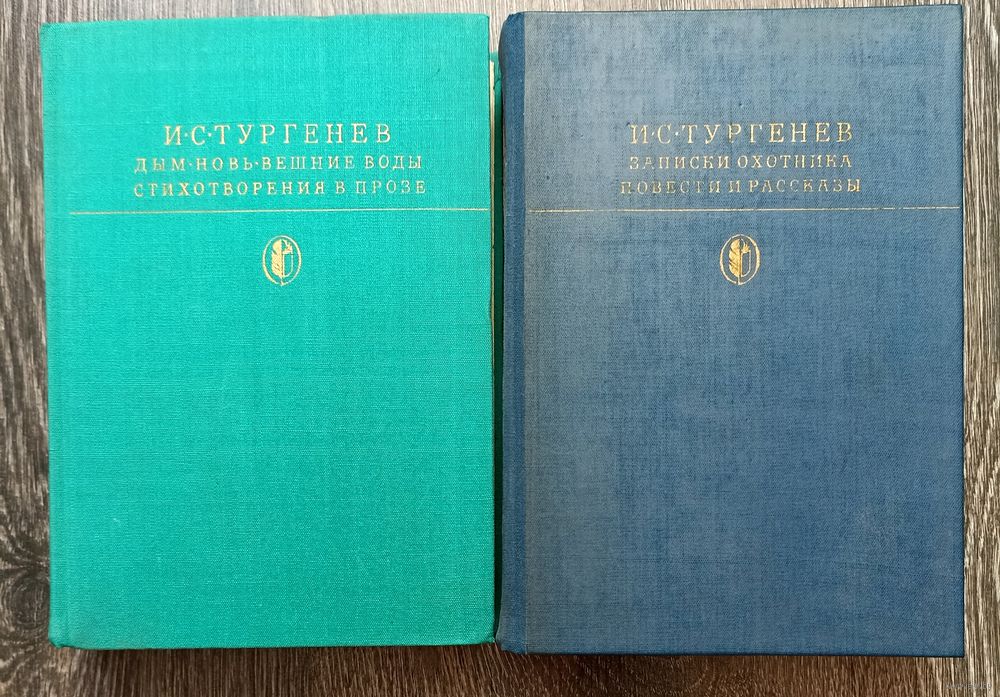 И·С·ТУРГЕНЕВ
ДЫМ·НОВЬ·ВЕШНИЕ ВОДЫ
СТИХОТВОРЕНИЯ В ПРОЗЕ
И·С·ТУРГЕНЕВ
ЗАПИСКИ ОХОТНИКА
ПОВЕСТИ И РАССКАЗЫ